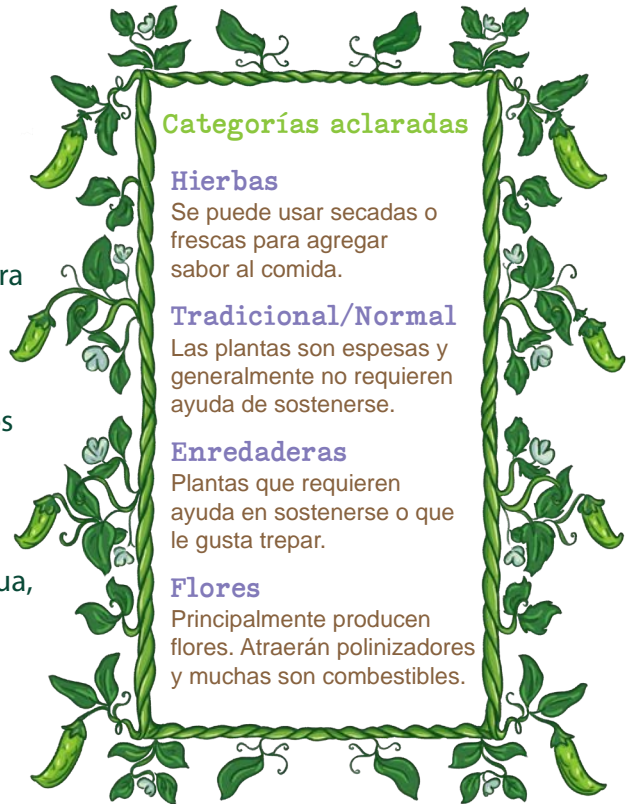 Categorías aclaradas
Hierbas
Se puede usar secadas o
frescas para agregar
sabor al comida.
Tradicional/Normal
Las plantas son espesas y
generalmente no requieren
ayuda de sostenerse.
Enredaderas
Plantas que requieren
ayuda en sostenerse o que
le gusta trepar.
Flores
Principalmente producen
flores. Atraerán polinizadores
y muchas son combestibles.